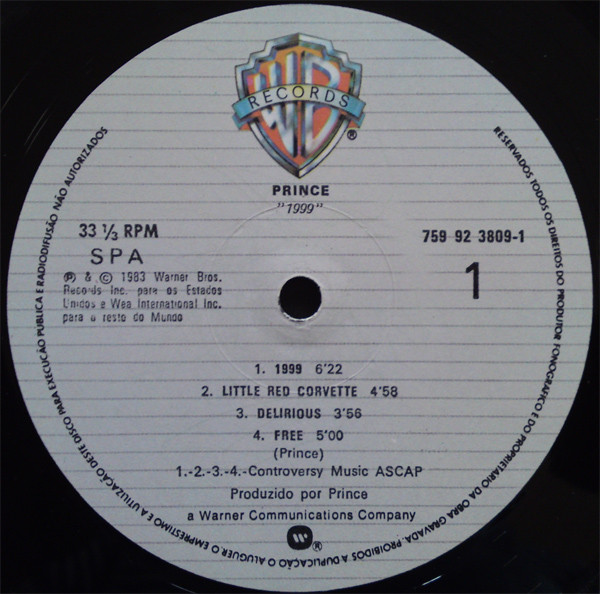 WB
RECORDS
®
PRINCE
"1999"
33 ⅓ RPM
SPA
℗ & © 1983 Warner Bros.
Records Inc. para os Estados
Unidos e Wea International Inc.
para o resto do Mundo
759 92 3809-1
1
1. 1999 6'22
2. LITTLE RED CORVETTE 4'58
3. DELIRIOUS 3'56
4. FREE 5'00
(Prince)
1.-2.-3.-4.-Controversy Music ASCAP
Produzido por Prince
a Warner Communications Company
®
RESERVADOS TODOS OS DIREITOS DO PRODUTOR FONOGRÁFICO E DO PROPRIETARIO DA OBRA GRAVADA. PROIBIDOS A DUPLICAÇÃO O ALUGUER, O EMPRESTIMO E A UTILIZAÇÃO DESTE DISCO PARA EXECUÇÃO PUBLICA E RADIODIFUSÃO NÃO AUTORIZADOS